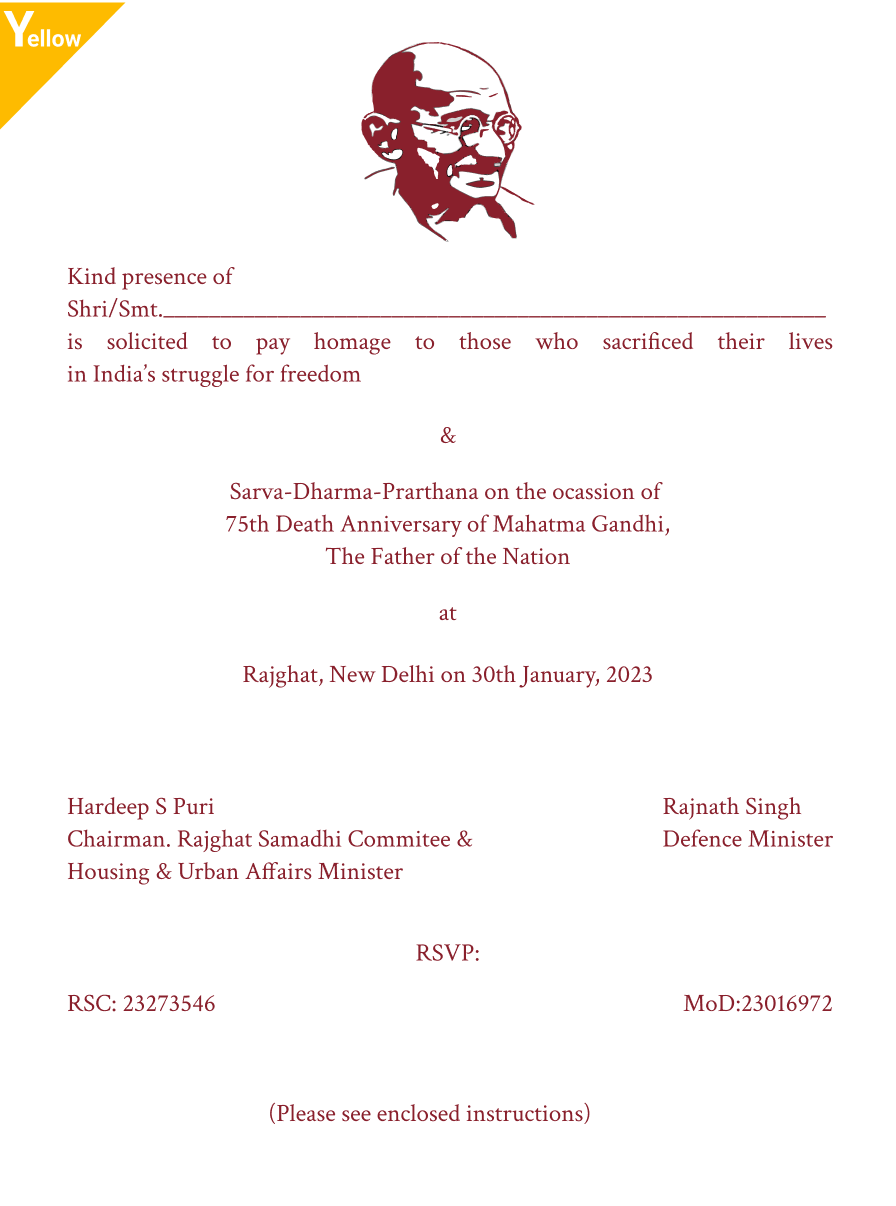 Yellow
Kind presence of
Shri/Smt.____________________________________________________________
is solicited to pay homage to those who sacrificed their lives
in India’s struggle for freedom
&
Sarva-Dharma-Prarthana on the ocassion of
75th Death Anniversary of Mahatma Gandhi,
The Father of the Nation
at
Rajghat, New Delhi on 30th January, 2023
Hardeep S Puri
Chairman. Rajghat Samadhi Commitee &
Housing & Urban Affairs Minister
Rajnath Singh
Defence Minister
RSVP:
RSC: 23273546
MoD:23016972
(Please see enclosed instructions)